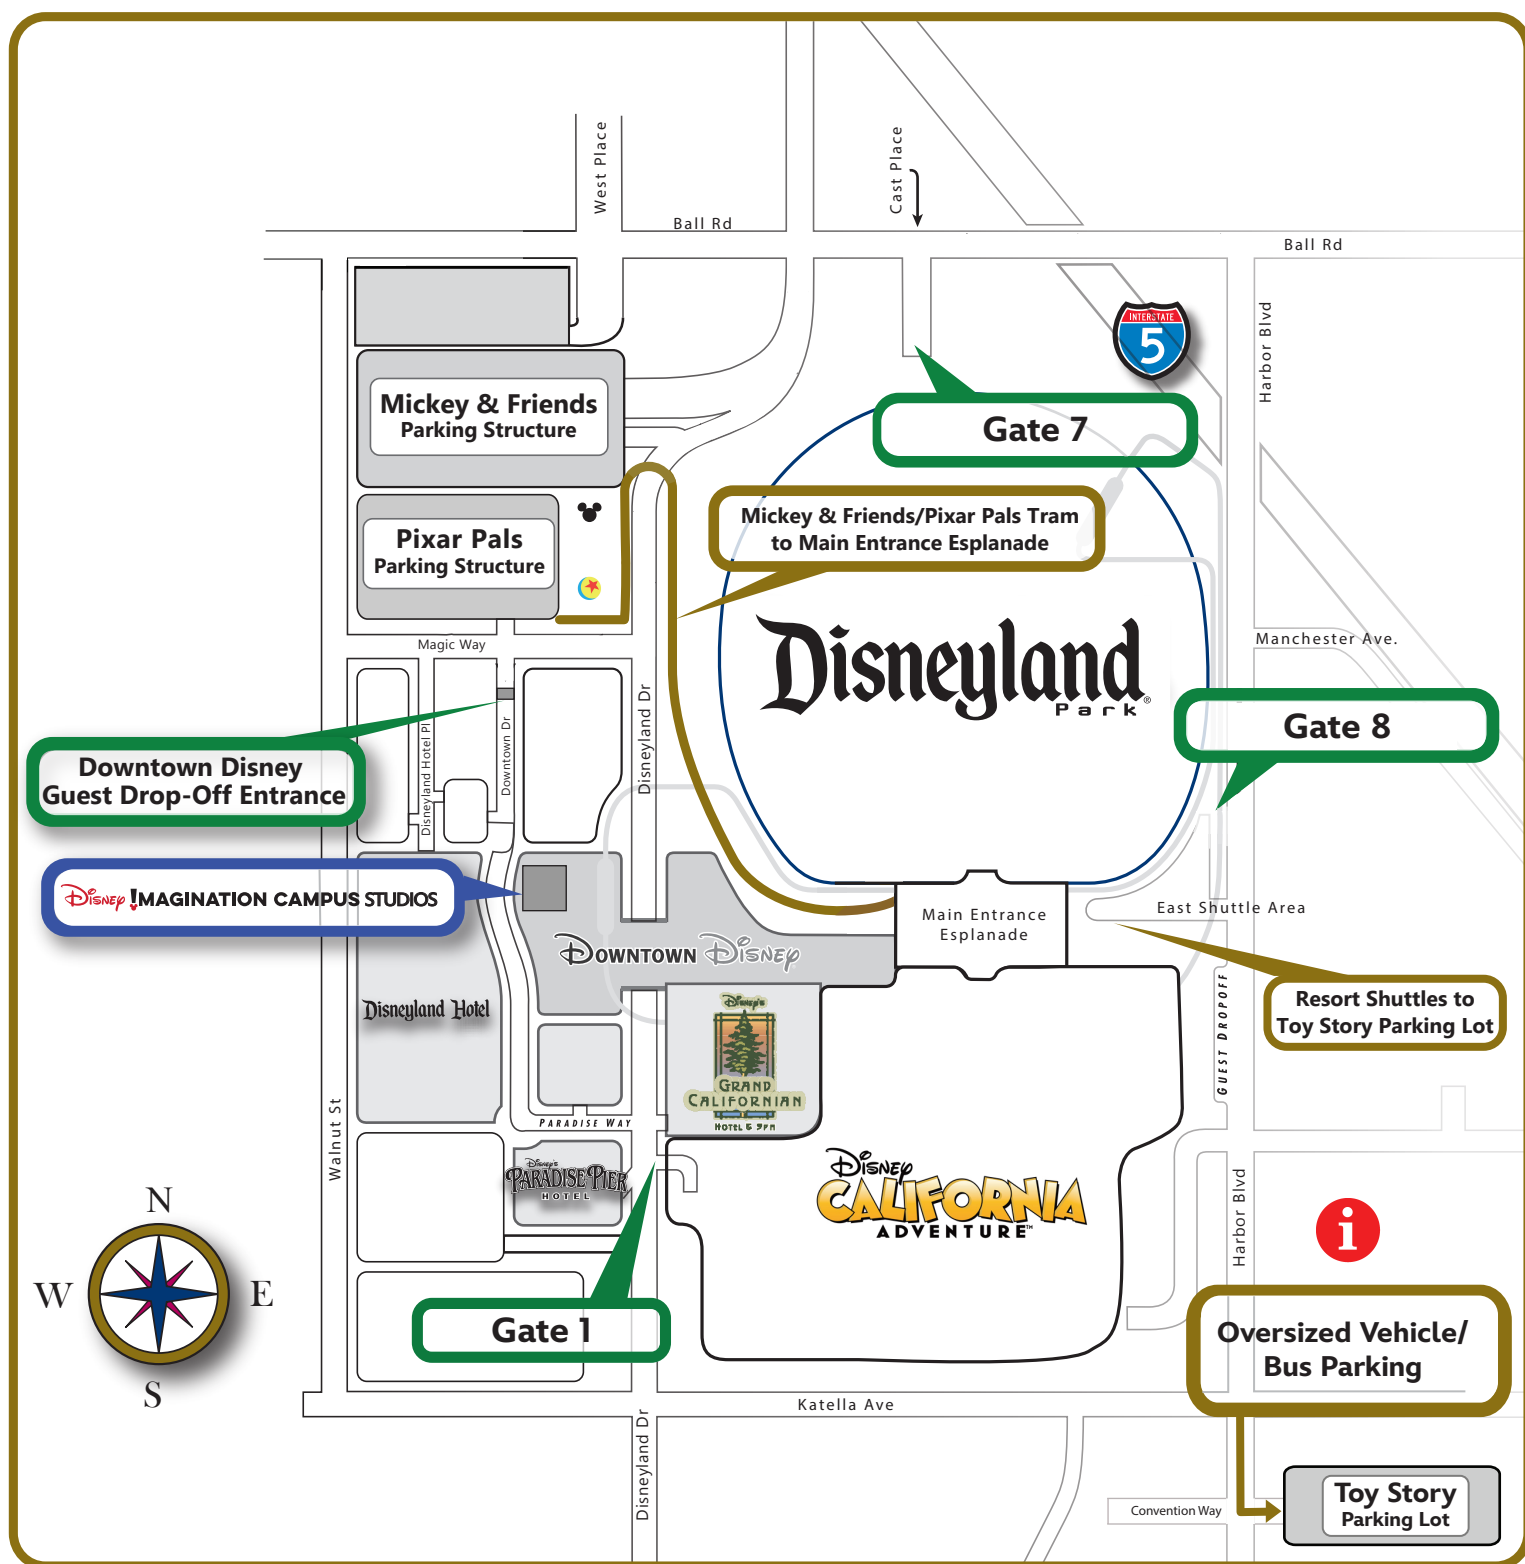 West Place
Cast Place
Ball Rd
Ball Rd
INTERSTATE
5
Harbor Blvd
Mickey & Friends
Parking Structure
Gate 7
Pixar Pals
Parking Structure
Mickey & Friends/Pixar Pals Tram
to Main Entrance Esplanade
Magic Way
Manchester Ave.
Disneyland®
Park
Gate 8
Downtown Disney
Guest Drop-Off Entrance
Disneyland Hotel Pl
Downtown Dr
Disneyland Dr
Disney !MAGINATION CAMPUS STUDIOS
Main Entrance
Esplanade
East Shuttle Area
DOWNTOWN DISNEY
Resort Shuttles to
Toy Story Parking Lot
GUEST DROPOFF
Disneyland Hotel
Disney's
GRAND
CALIFORNIAN
HOTEL & SPA
Walnut St
PARADISE WAY
Disney's
PARADISE PIER
HOTEL
DISNEY
CALIFORNIA
ADVENTURE™
Harbor Blvd
i
N
W
E
S
Gate 1
Oversized Vehicle/
Bus Parking
Katella Ave
Disneyland Dr
Convention Way
Toy Story
Parking Lot